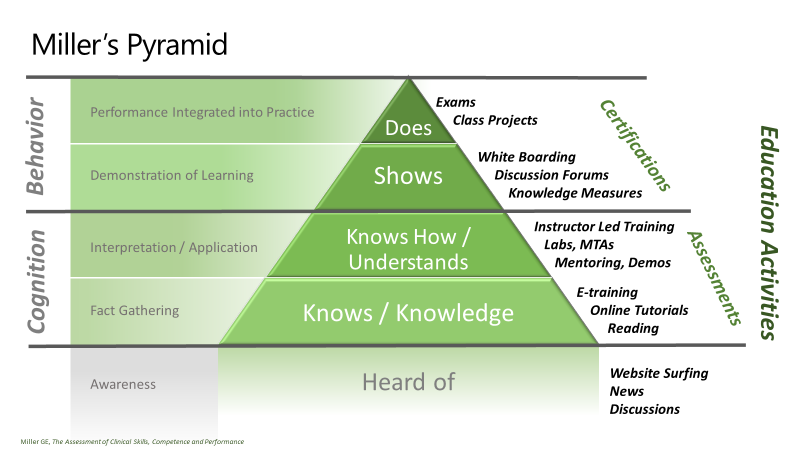 Miller's Pyramid
Behavior
Performance Integrated into Practice
Does
Exams
Class Projects
Certifications
Demonstration of Learning
Shows
White Boarding
Discussion Forums
Knowledge Measures
Education Activities
Cognition
Interpretation / Application
Knows How /
Understands
Instructor Led Training
Labs, MTAs
Mentoring, Demos
Assessments
Fact Gathering
Knows / Knowledge
E-training
Online Tutorials
Reading
Awareness
Heard of
Website Surfing
News
Discussions
Miller GE, The Assessment of Clinical Skills, Competence and Performance